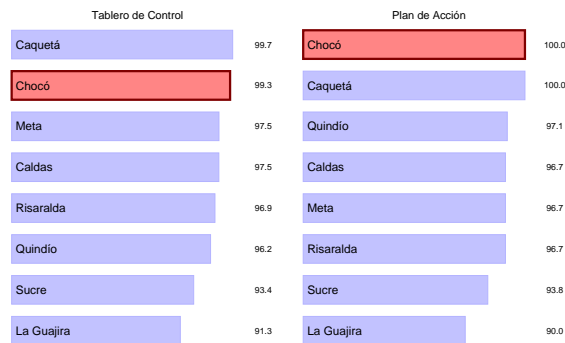 Tablero de Control
Caquetá 99.7
Chocó 99.3
Meta 97.5
Caldas 97.5
Risaralda 96.9
Quindío 96.2
Sucre 93.4
La Guajira 91.3
Plan de Acción
Chocó 100.0
Caquetá 100.0
Quindío 97.1
Caldas 96.7
Meta 96.7
Risaralda 96.7
Sucre 93.8
La Guajira 90.0